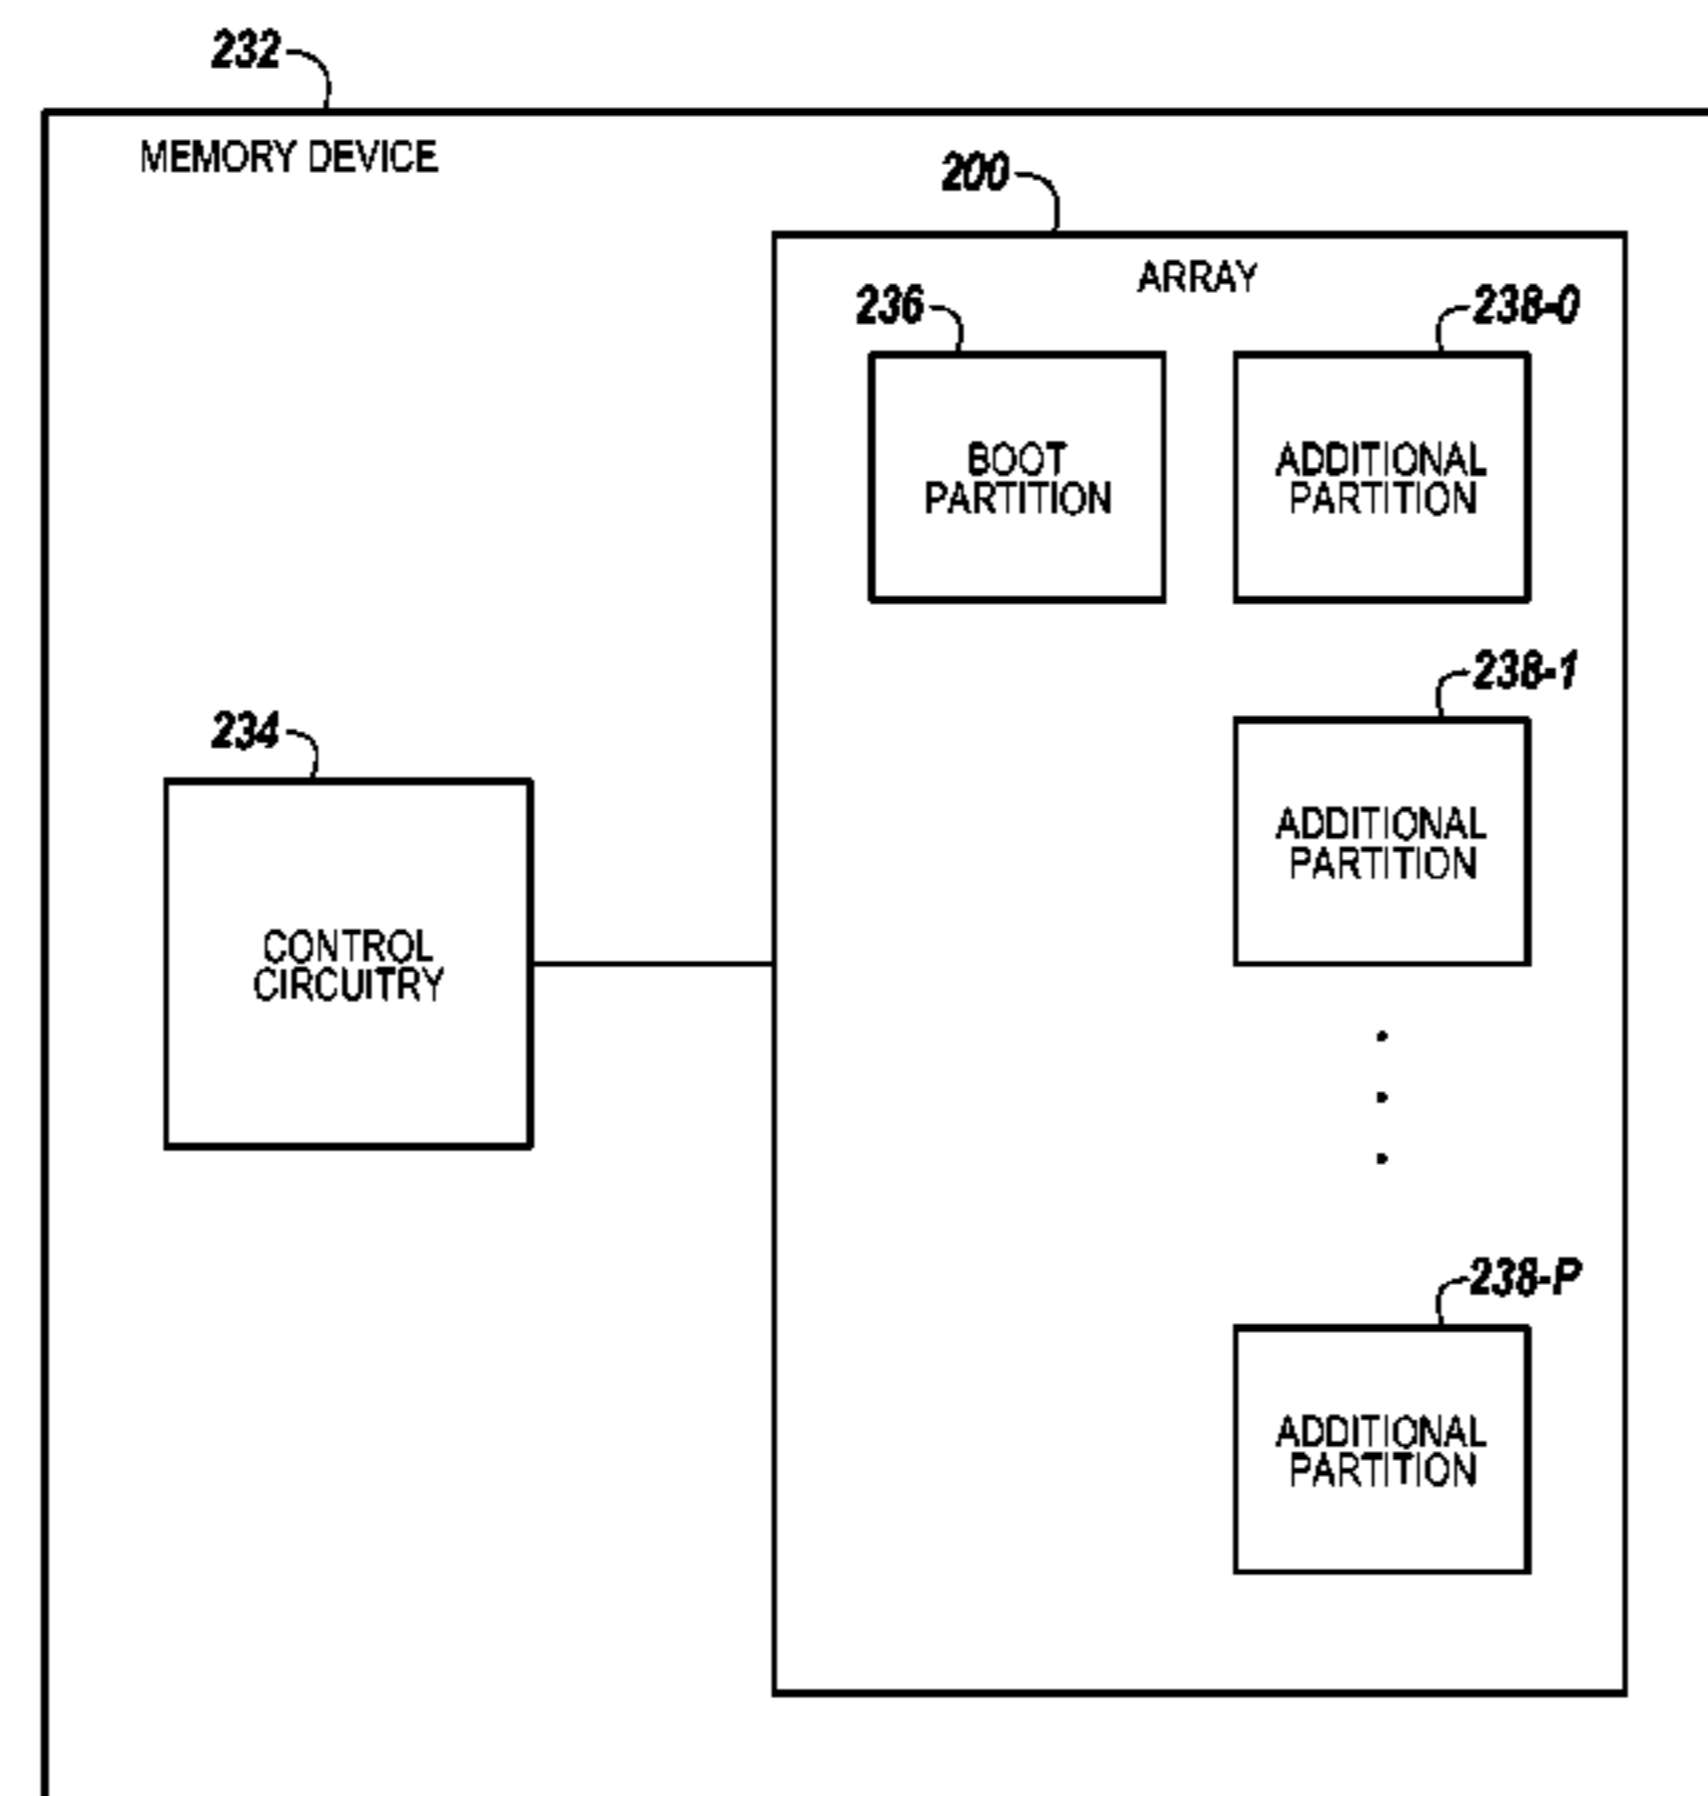 232
MEMORY DEVICE
200
ARRAY
236
238-0
BOOT
PARTITION
ADDITIONAL
PARTITION
238-1
ADDITIONAL
PARTITION
234
CONTROL
CIRCUITRY
238-P
ADDITIONAL
PARTITION